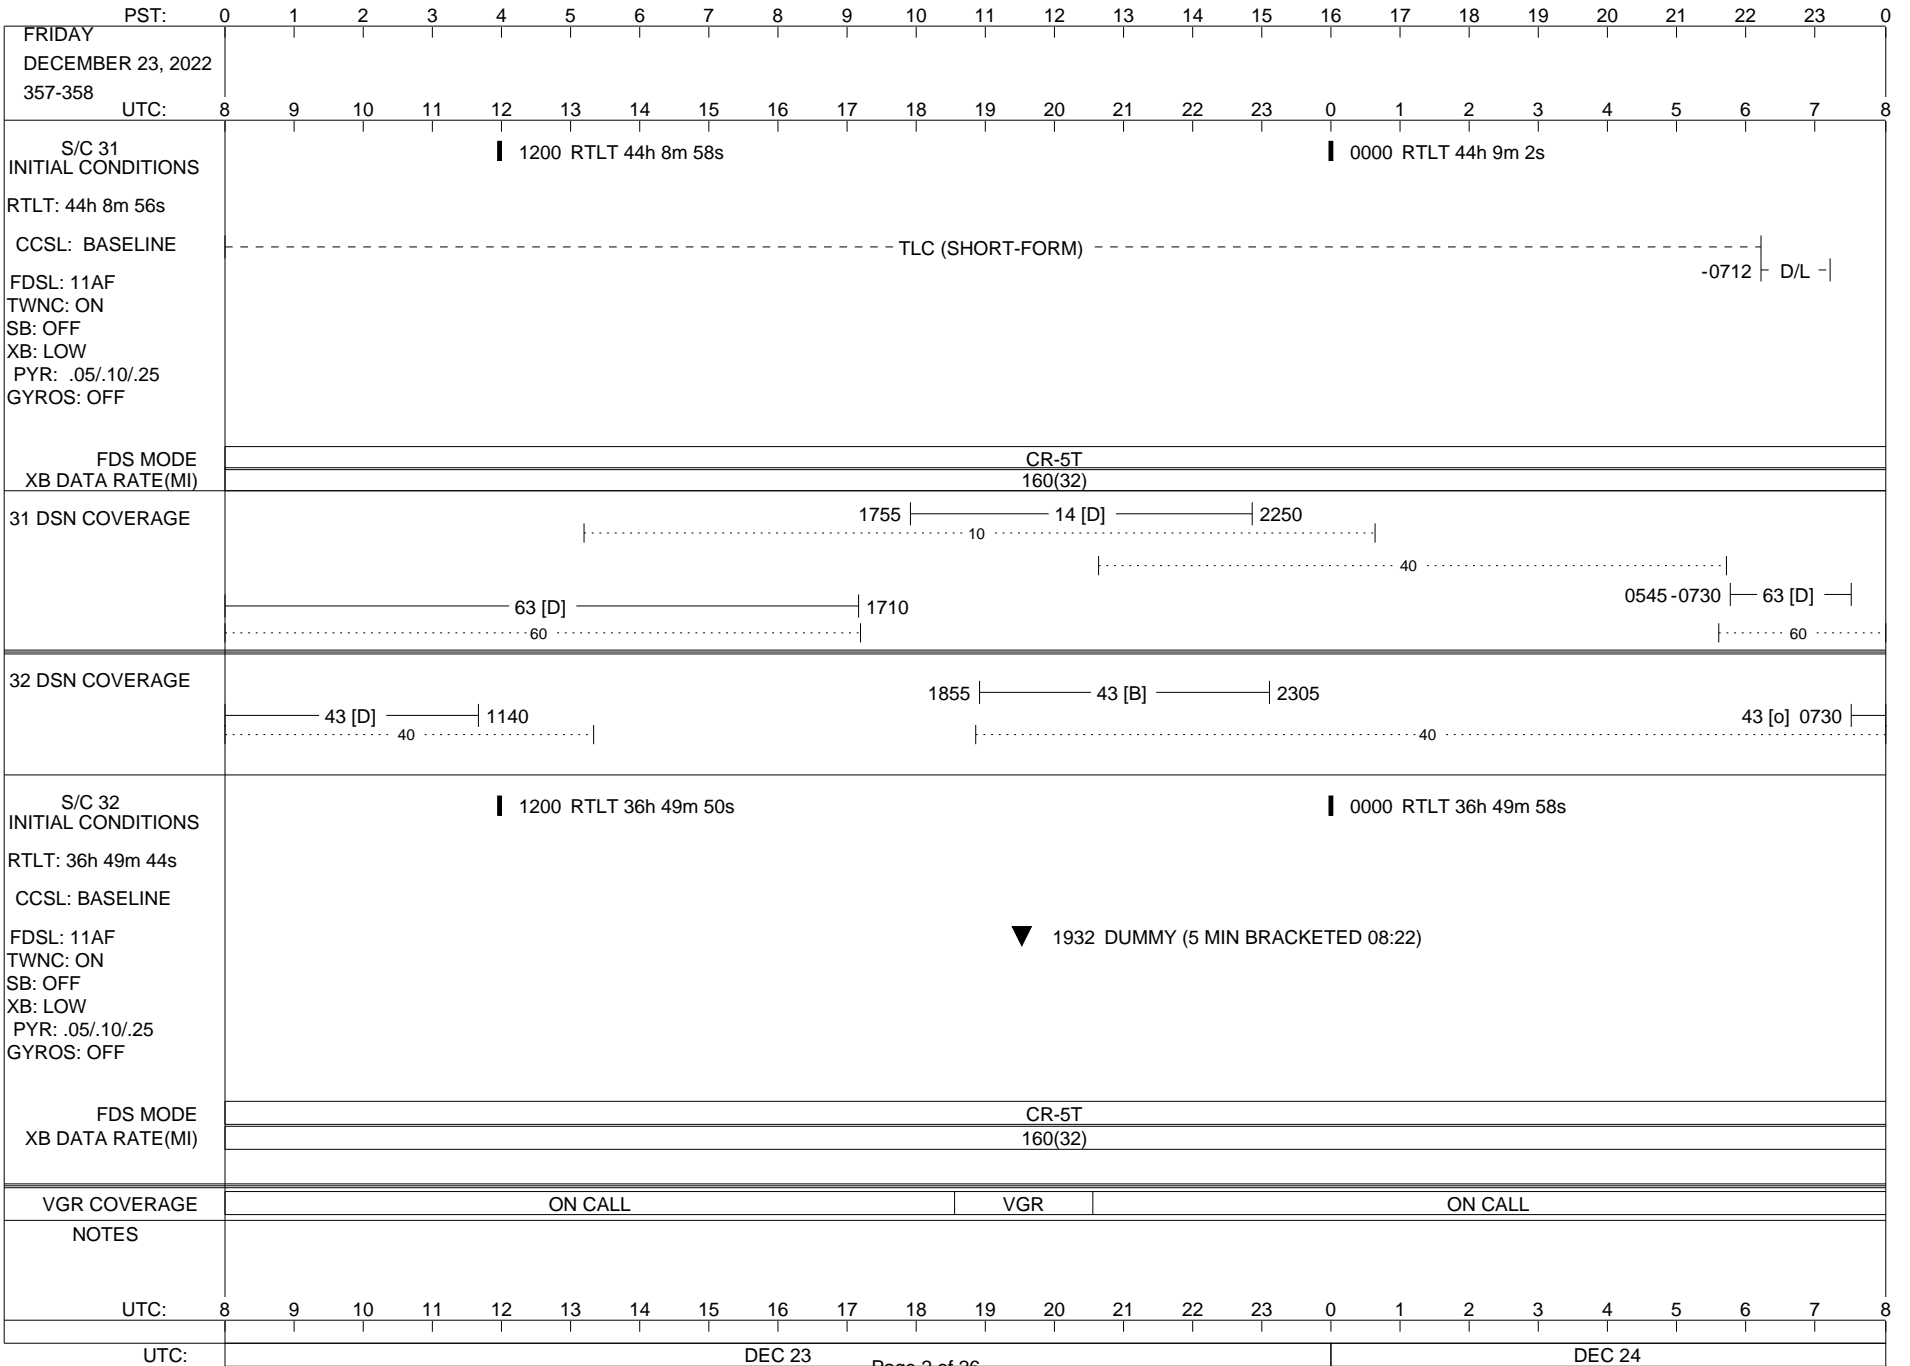 PST: 0 1 2 3 4 5 6 7 8 9 10 11 12 13 14 15 16 17 18 19 20 21 22 23 0
FRIDAY
DECEMBER 23, 2022
357-358
UTC: 8 9 10 11 12 13 14 15 16 17 18 19 20 21 22 23 0 1 2 3 4 5 6 7 8
S/C 31
INITIAL CONDITIONS
1200 RTLT 44h 8m 58s
0000 RTLT 44h 9m 2s
RTLT: 44h 8m 56s
CCSL: BASELINE
TLC (SHORT-FORM)
-0712 D/L
FDSL: 11AF
TWNC: ON
SB: OFF
XB: LOW
PYR: .05/.10/.25
GYROS: OFF
FDS MODE CR-5T
XB DATA RATE(MI) 160(32)
31 DSN COVERAGE
1755 14 [D] 2250
10
40
63 [D] 1710
0545-0730 63 [D]
60 60
32 DSN COVERAGE
1855 43 [B] 2305
43 [D] 1140
43 [o] 0730
40 40
S/C 32
INITIAL CONDITIONS
1200 RTLT 36h 49m 50s
0000 RTLT 36h 49m 58s
RTLT: 36h 49m 44s
CCSL: BASELINE
1932 DUMMY (5 MIN BRACKETED 08:22)
FDSL: 11AF
TWNC: ON
SB: OFF
XB: LOW
PYR: .05/.10/.25
GYROS: OFF
FDS MODE CR-5T
XB DATA RATE(MI) 160(32)
VGR COVERAGE ON CALL VGR ON CALL
NOTES
UTC: 8 9 10 11 12 13 14 15 16 17 18 19 20 21 22 23 0 1 2 3 4 5 6 7 8
UTC: DEC 23 DEC 24
Page 2 of 26